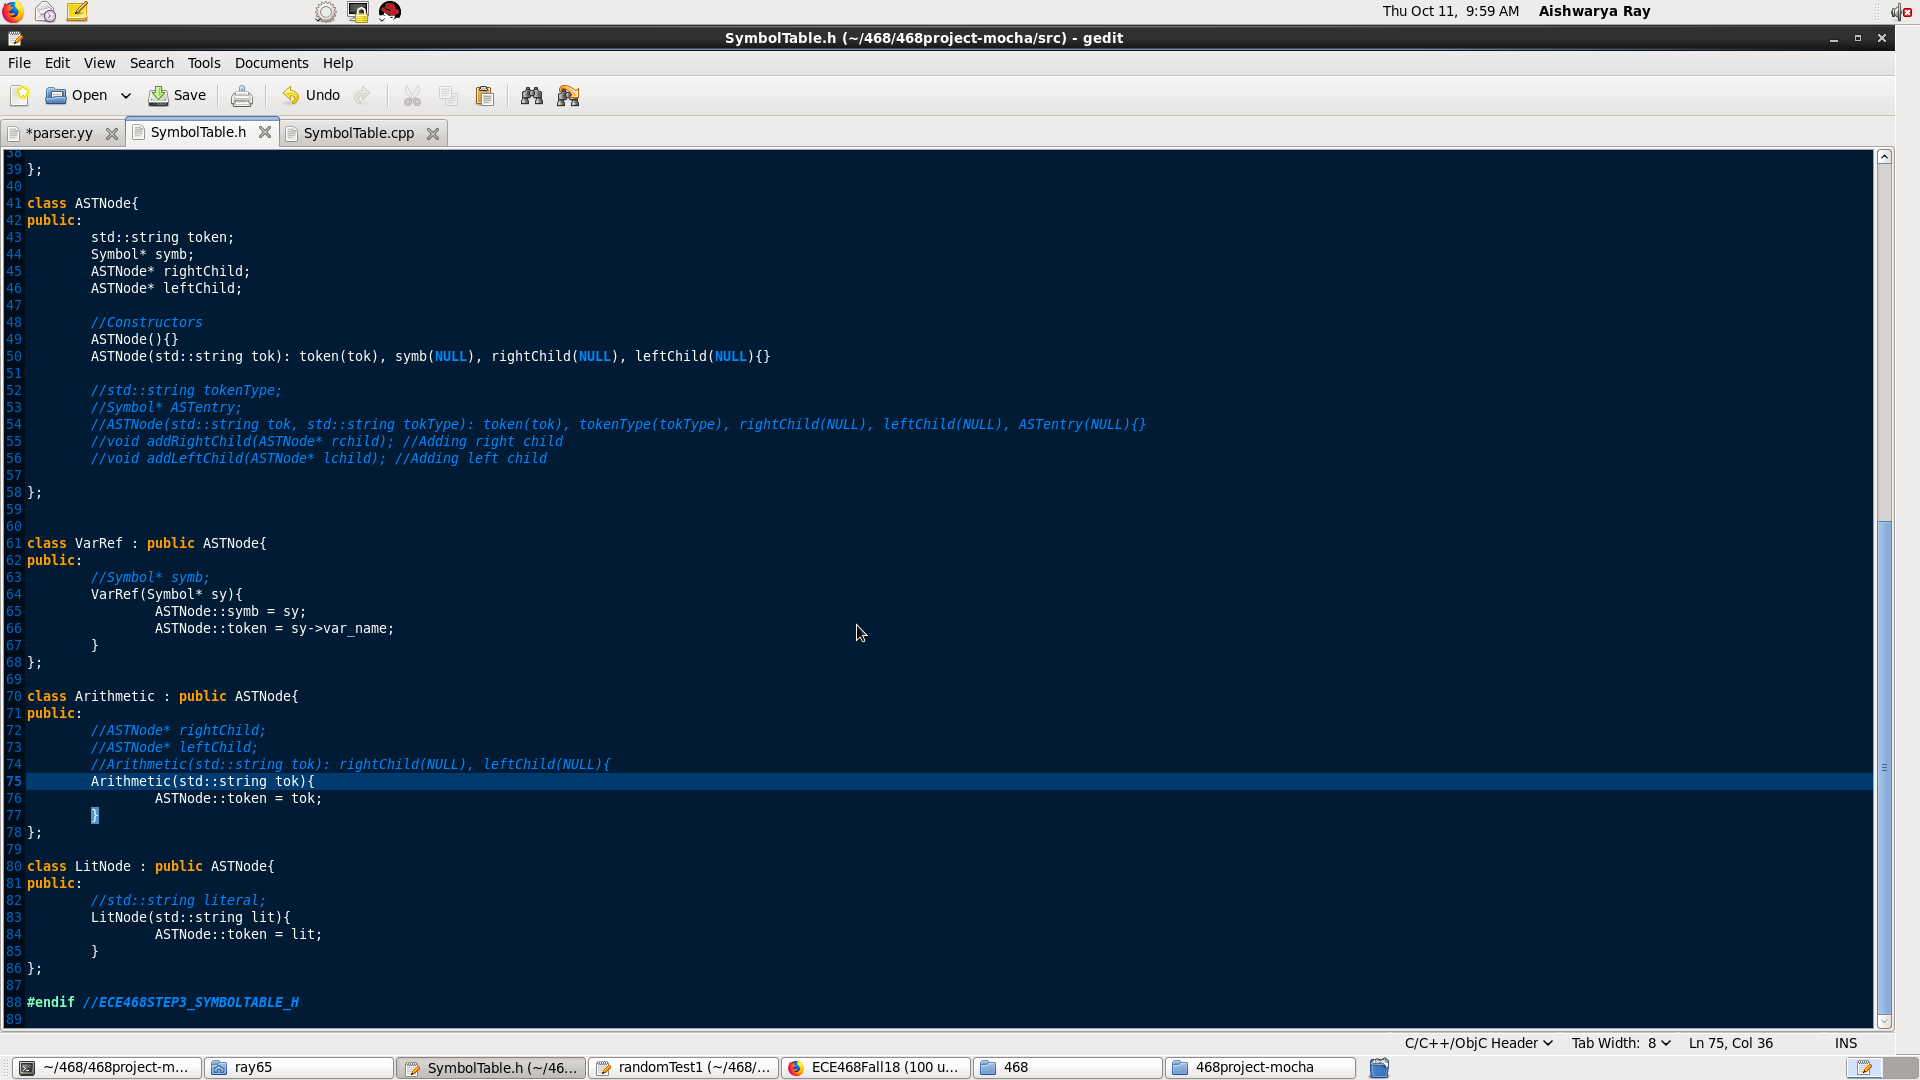 Thu Oct 11, 9:59 AM Aishwarya Ray
SymbolTable.h (~/468/468project-mocha/src) - gedit
File Edit View Search Tools Documents Help
Open Save Undo
*parser.yy SymbolTable.h SymbolTable.cpp
38
39 };
40
41 class ASTNode{
42 public:
43 std::string token;
44 Symbol* symb;
45 ASTNode* rightChild;
46 ASTNode* leftChild;
47
48 //Constructors
49 ASTNode(){}
50 ASTNode(std::string tok): token(tok), symb(NULL), rightChild(NULL), leftChild(NULL){}
51
52 //std::string tokenType;
53 //Symbol* ASTentry;
54 //ASTNode(std::string tok, std::string tokType): token(tok), tokenType(tokType), rightChild(NULL), leftChild(NULL), ASTentry(NULL){}
55 //void addRightChild(ASTNode* rchild); //Adding right child
56 //void addLeftChild(ASTNode* lchild); //Adding left child
57
58 };
59
60
61 class VarRef : public ASTNode{
62 public:
63 //Symbol* symb;
64 VarRef(Symbol* sy){
65 ASTNode::symb = sy;
66 ASTNode::token = sy->var_name;
67 }
68 };
69
70 class Arithmetic : public ASTNode{
71 public:
72 //ASTNode* rightChild;
73 //ASTNode* leftChild;
74 //Arithmetic(std::string tok): rightChild(NULL), leftChild(NULL){
75 Arithmetic(std::string tok){
76 ASTNode::token = tok;
77 }
78 };
79
80 class LitNode : public ASTNode{
81 public:
82 //std::string literal;
83 LitNode(std::string lit){
84 ASTNode::token = lit;
85 }
86 };
87
88 #endif //ECE468STEP3_SYMBOLTABLE_H
89
C/C++/ObjC Header Tab Width: 8 Ln 75, Col 36 INS
~/468/468project-m... ray65 SymbolTable.h (~/46... randomTest1 (~/468/... ECE468Fall18 (100 u... 468 468project-mocha